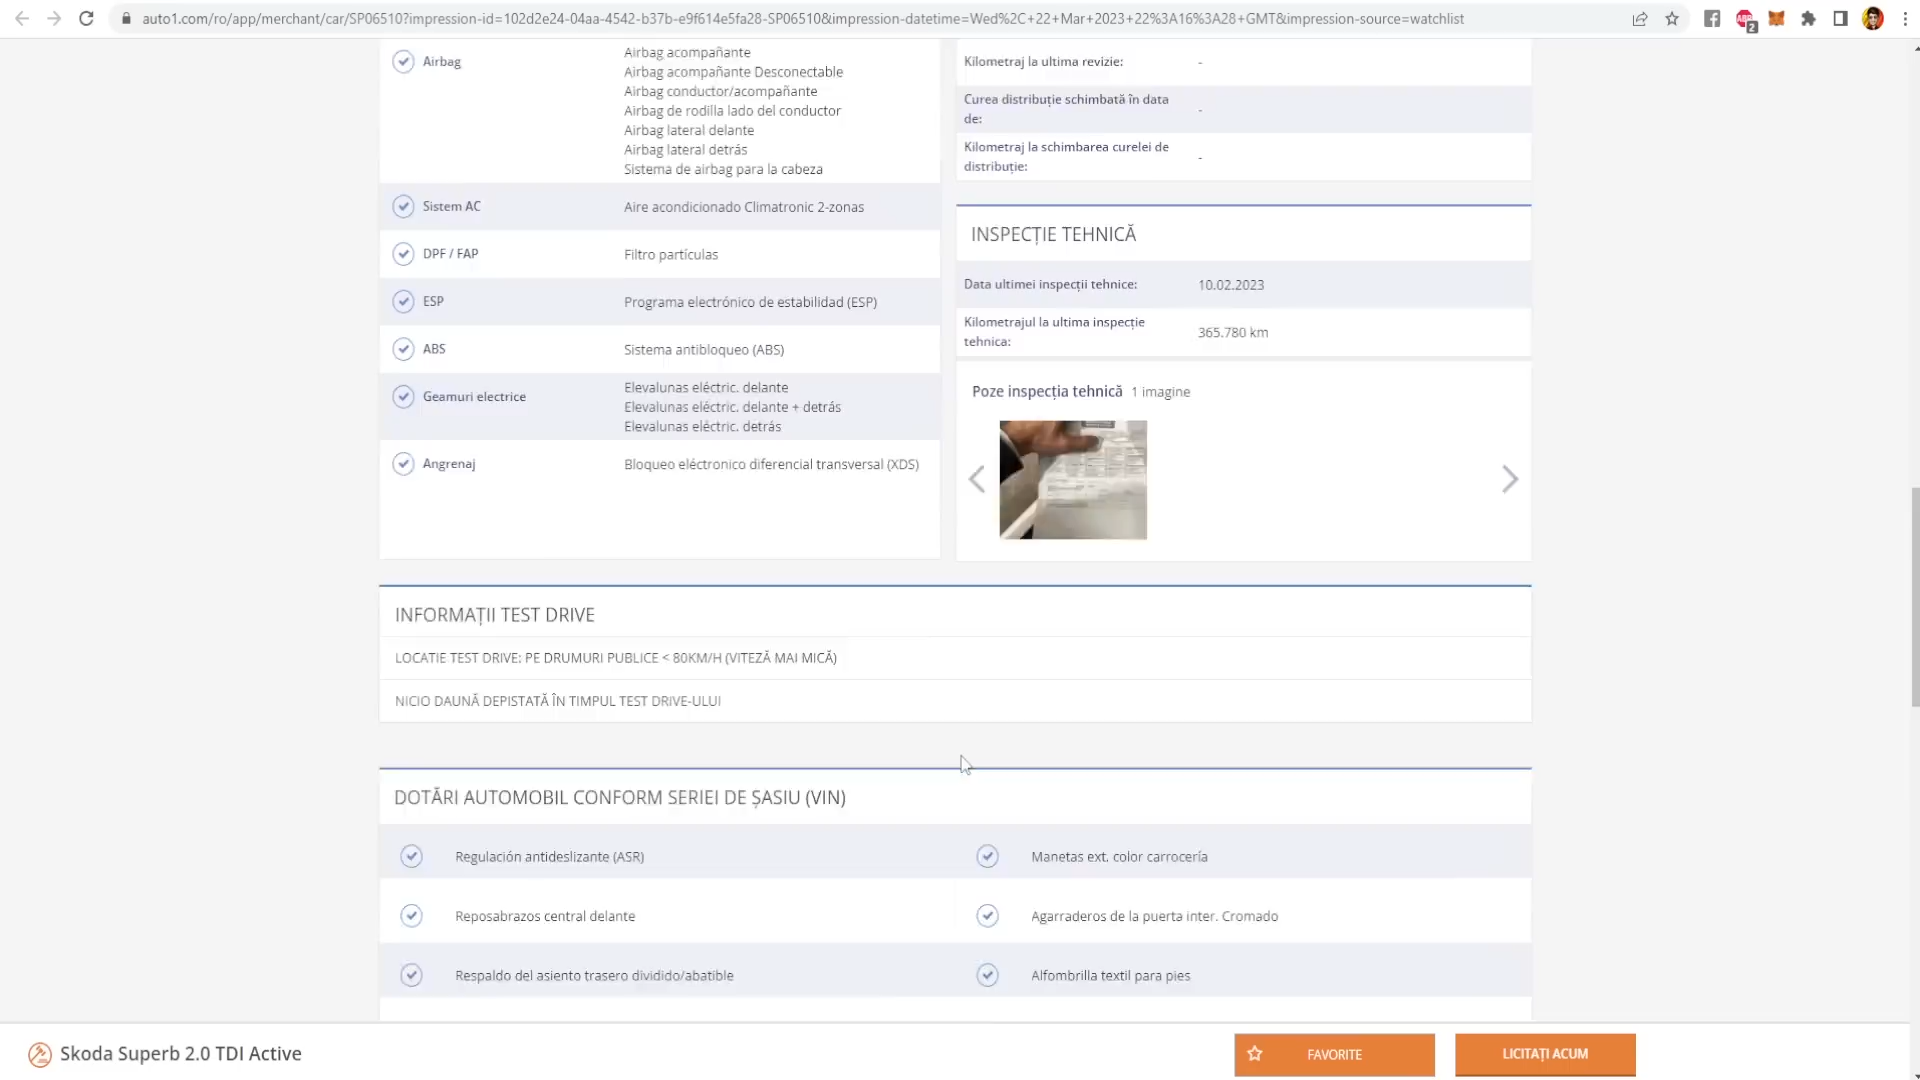 auto1.com/ro/app/merchant/car/SP06510?impression-id=102d2e24-04aa-4542-b37b-e9f614e5fa28-SP06510&impression-datetime=Wed%2C+22+Mar+2023+22%3A16%3A28+GMT&impression-source=watchlist
ABP
2
Airbag
Airbag acompañante
Airbag acompañante Desconectable
Airbag conductor/acompañante
Airbag de rodilla lado del conductor
Airbag lateral delante
Airbag lateral detrás
Sistema de airbag para la cabeza
Sistem AC
Aire acondicionado Climatronic 2-zonas
DPF / FAP
Filtro partículas
ESP
Programa electrónico de estabilidad (ESP)
ABS
Sistema antibloqueo (ABS)
Geamuri electrice
Elevalunas eléctric. delante
Elevalunas eléctric. delante + detrás
Elevalunas eléctric. detrás
Angrenaj
Bloqueo eléctronico diferencial transversal (XDS)
Kilometraj la ultima revizie:
-
Curea distribuție schimbată în data
de:
-
Kilometraj la schimbarea curelei de
distribuție:
-
INSPECȚIE TEHNICĂ
Data ultimei inspecții tehnice:
10.02.2023
Kilometrajul la ultima inspecție
tehnica:
365.780 km
Poze inspecția tehnică 1 imagine
INFORMAȚII TEST DRIVE
LOCATIE TEST DRIVE: PE DRUMURI PUBLICE < 80KM/H (VITEZĂ MAI MICĂ)
NICIO DAUNĂ DEPISTATĂ ÎN TIMPUL TEST DRIVE-ULUI
DOTĂRI AUTOMOBIL CONFORM SERIEI DE ȘASIU (VIN)
Regulación antideslizante (ASR)
Manetas ext. color carrocería
Reposabrazos central delante
Agarraderos de la puerta inter. Cromado
Respaldo del asiento trasero dividido/abatible
Alfombrilla textil para pies
Skoda Superb 2.0 TDI Active
FAVORITE
LICITAȚI ACUM